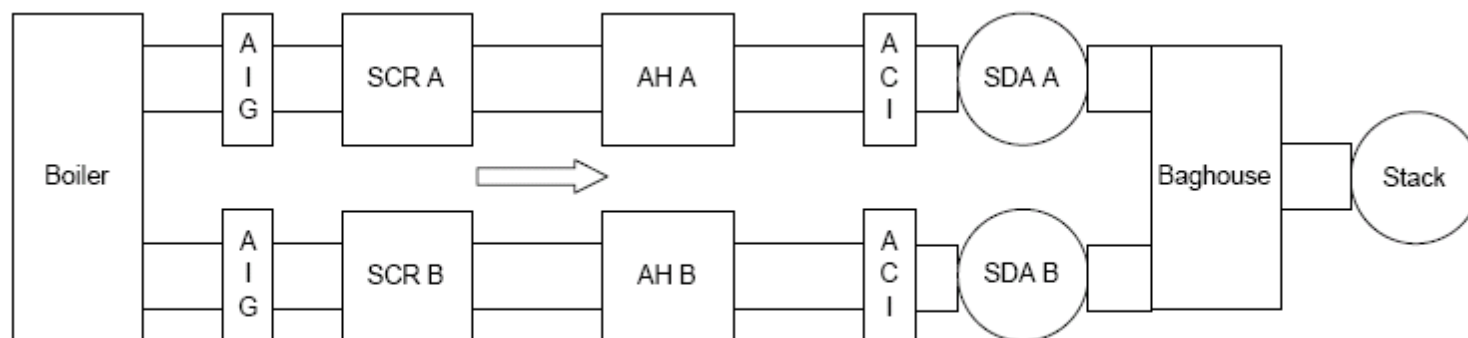 Boiler
A
I
G
SCR A
AH A
A
C
I
SDA A
Baghouse
Stack
A
I
G
SCR B
AH B
A
C
I
SDA B